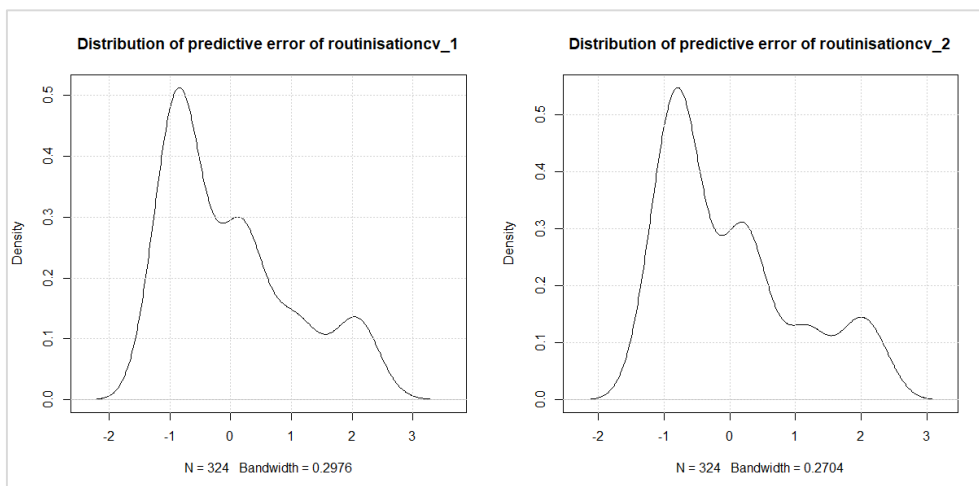 Distribution of predictive error of routinisationcv_1
Density
0.5
0.4
0.3
0.2
0.1
0.0
-2 -1 0 1 2 3
N = 324 Bandwidth = 0.2976
Distribution of predictive error of routinisationcv_2
Density
0.5
0.4
0.3
0.2
0.1
0.0
-2 -1 0 1 2 3
N = 324 Bandwidth = 0.2704